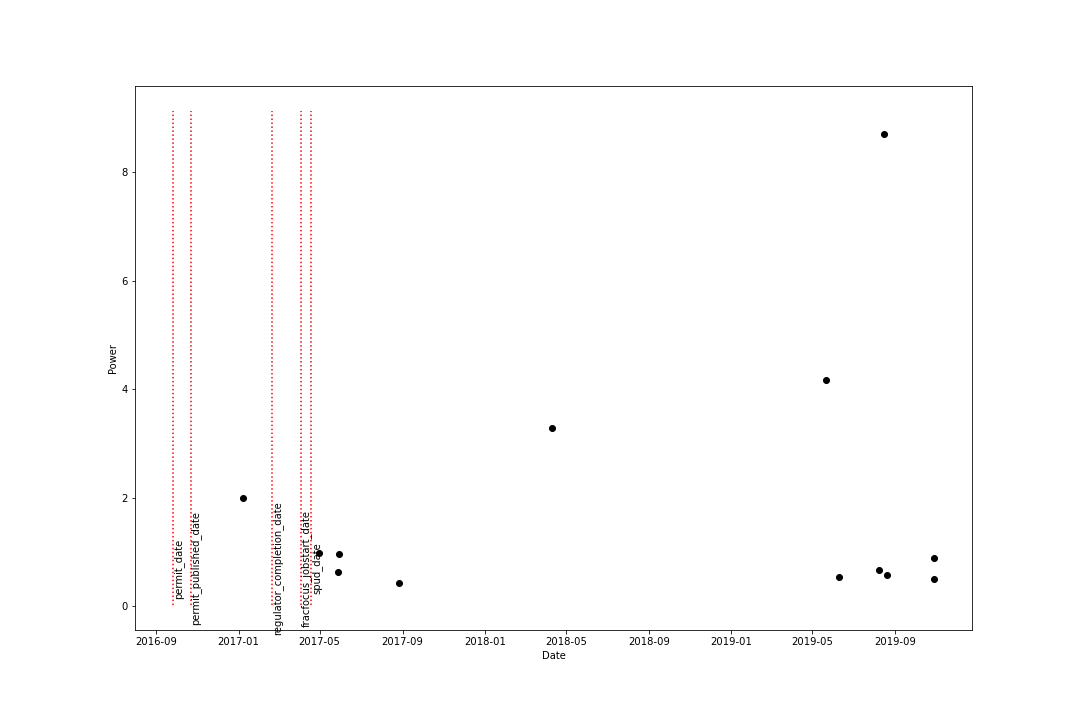 8
6
4
2
0
Power
permit_date
permit_published_date
regulator_completion_date
fracfocus_jobstart_date
spud_date
2016-09
2017-01
2017-05
2017-09
2018-01
2018-05
2018-09
2019-01
2019-05
2019-09
Date